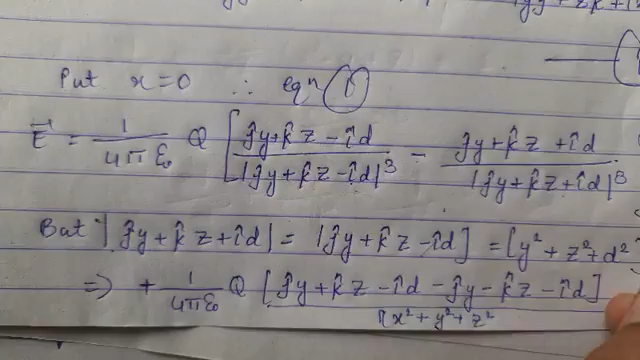 Put x=0 ∴ eqⁿ ①
E⃗ = 1/4πε₀ Q [ ĵy+k̂z-îd / |ĵy+k̂z-îd|³ - ĵy+k̂z+îd / |ĵy+k̂z+îd|³
But |ĵy+k̂z+îd| = |ĵy+k̂z-îd] = [y²+z²+d²
⇒ + 1/4πε₀ Q [ĵy+k̂z-îd-ĵy-k̂z-îd]
[x²+y²+z²